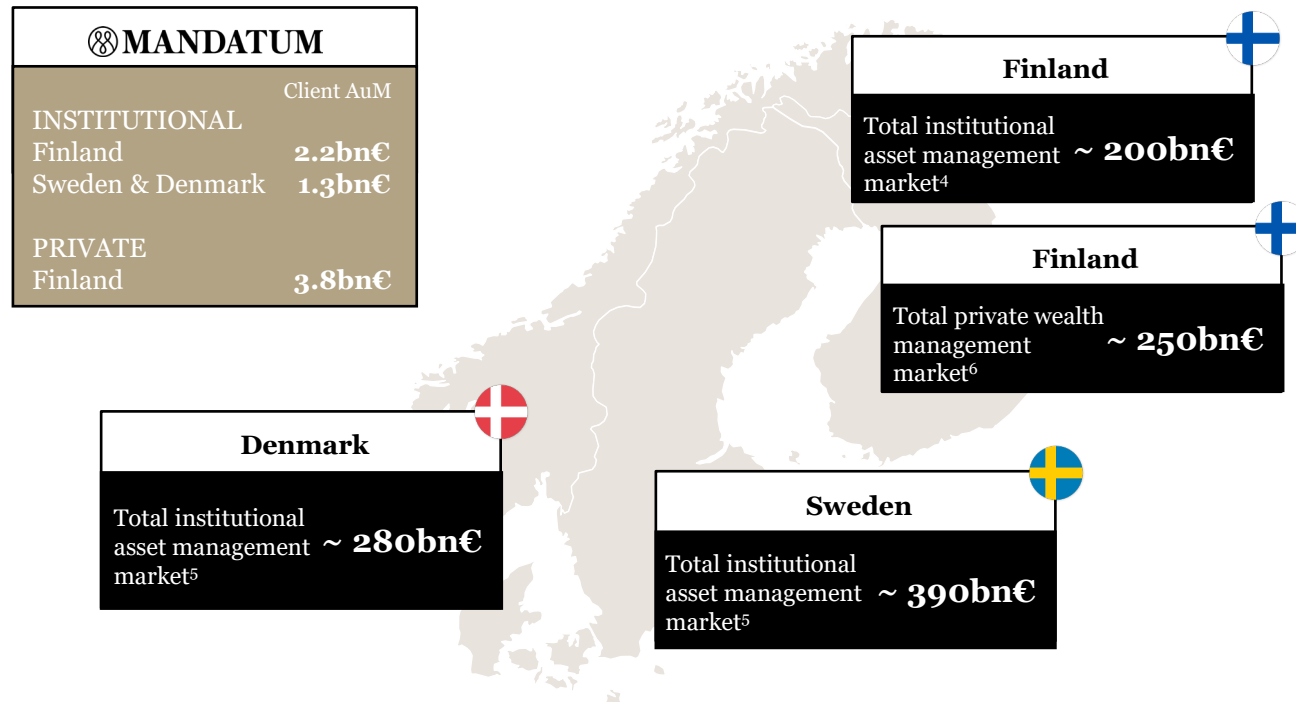 MANDATUM
Client AuM
INSTITUTIONAL
Finland 2.2bn€
Sweden & Denmark 1.3bn€
PRIVATE
Finland 3.8bn€
Finland
Total institutional
asset management ~ 200bn€
market⁴
Finland
Total private wealth
management ~ 250bn€
market⁶
Denmark
Total institutional
asset management ~ 280bn€
market⁵
Sweden
Total institutional
asset management ~ 390bn€
market⁵